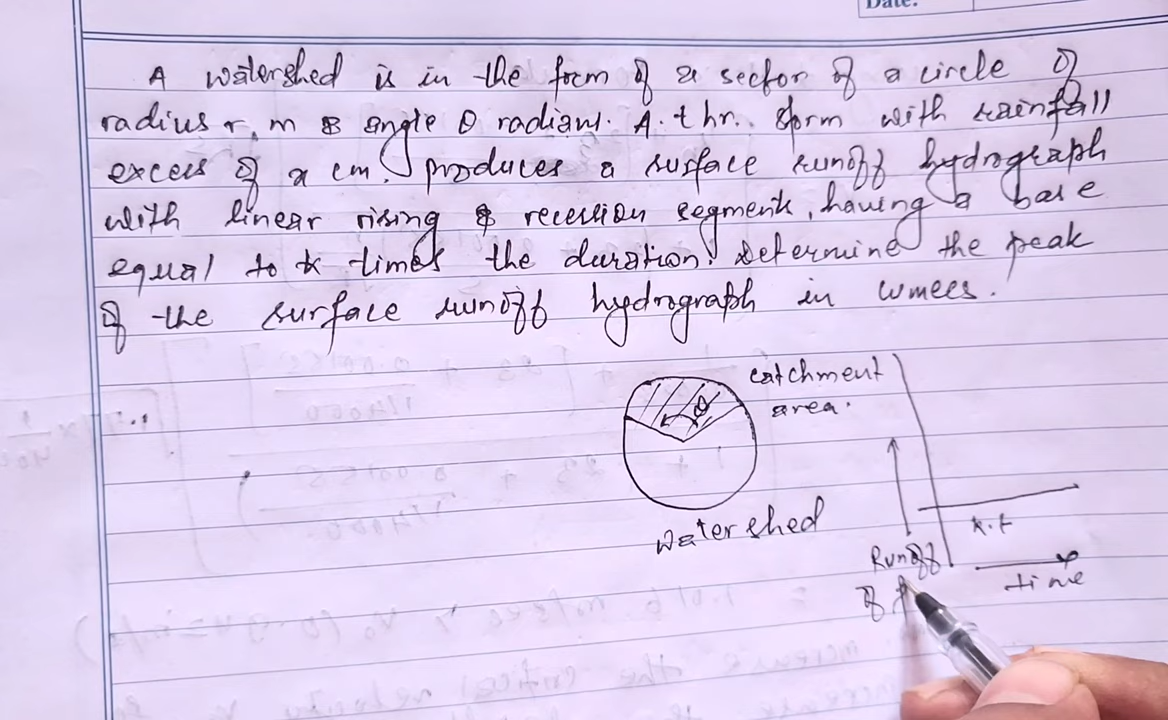 Date:
A watershed is in the form of a sector of a circle of
radius r, m & angle θ radians. A. t hr. storm with rainfall
excess of x cm. produces a surface runoff hydrograph
with linear rising & recession segments, having a base
equal to k times the duration. Determine the peak
of the surface runoff hydrograph in cumecs.
catchment
area.
θ
watershed
k.t
Runoff
time
of